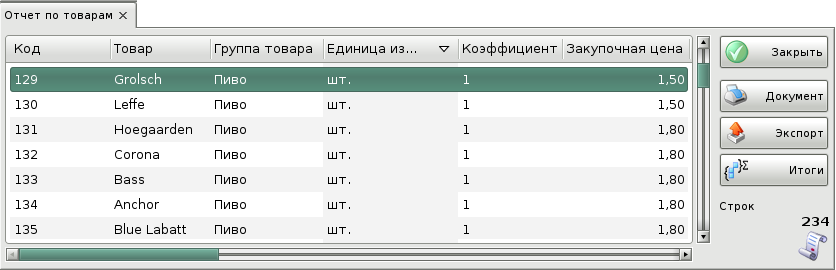 Отчет по товарам
Код Товар Группа товара Единица из... Коэффициент Закупочная цена
129 Grolsch Пиво шт. 1 1,50
130 Leffe Пиво шт. 1 1,50
131 Hoegaarden Пиво шт. 1 1,80
132 Corona Пиво шт. 1 1,80
133 Bass Пиво шт. 1 1,80
134 Anchor Пиво шт. 1 1,80
135 Blue Labatt Пиво шт. 1 1,80
Закрыть
Документ
Экспорт
{}Σ Итоги
Строк
234